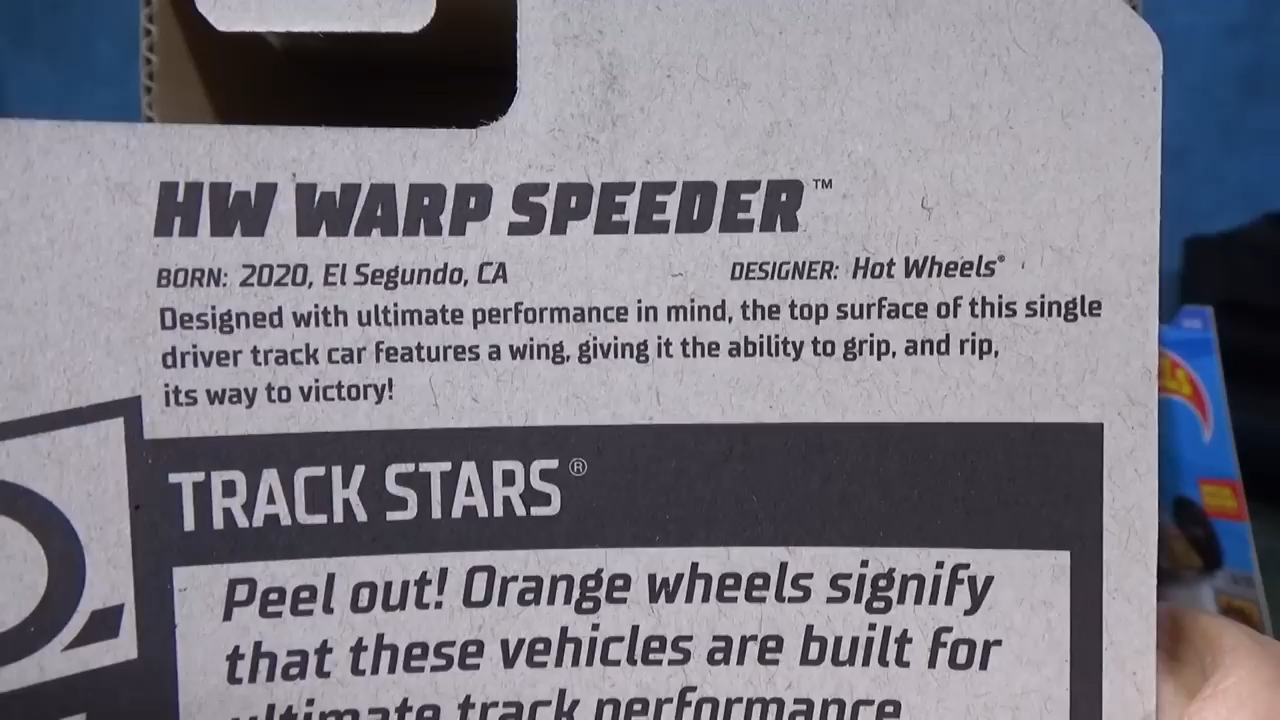 HW WARP SPEEDER™
BORN: 2020, El Segundo, CA DESIGNER: Hot Wheels®
Designed with ultimate performance in mind, the top surface of this single
driver track car features a wing, giving it the ability to grip, and rip,
its way to victory!
TRACK STARS®
Peel out! Orange wheels signify
that these vehicles are built for
ultimate track performance